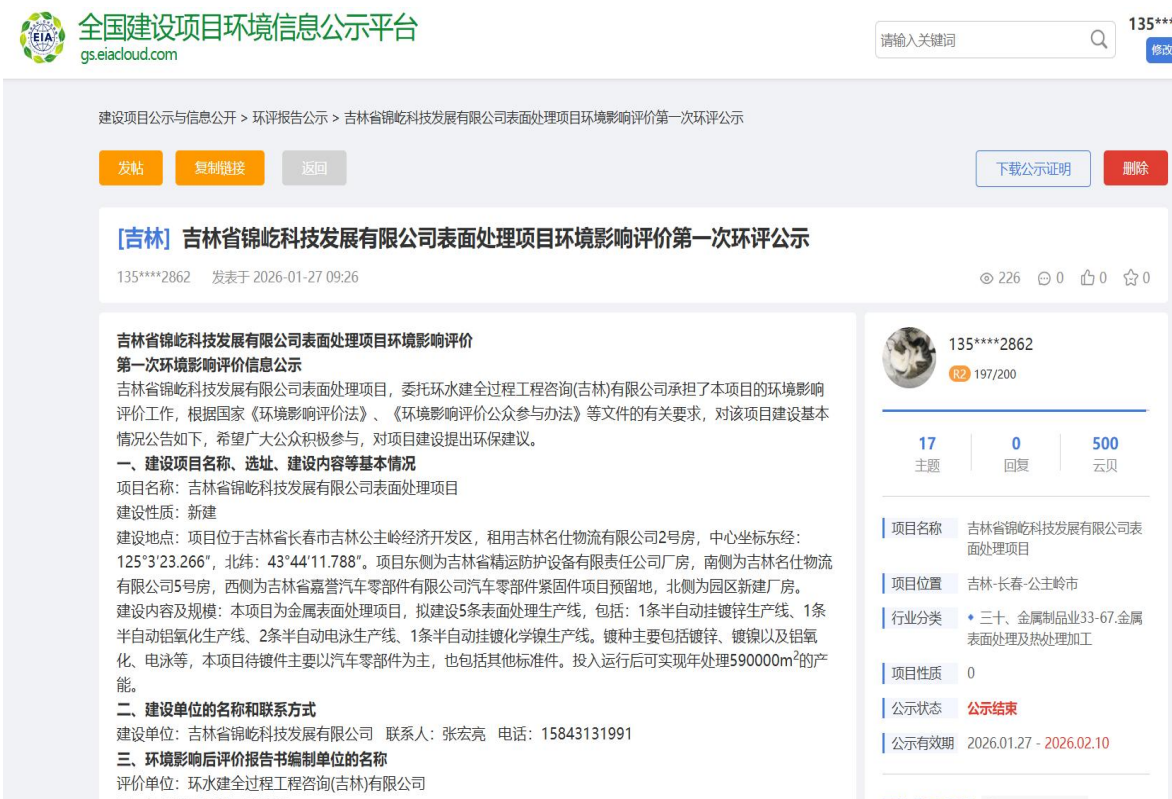 EIA
全国建设项目环境信息公示平台
gs.eiacloud.com
请输入关键词
135***
修改
建设项目公示与信息公开 > 环评报告公示 > 吉林省锦屹科技发展有限公司表面处理项目环境影响评价第一次环评公示
发帖 复制链接 返回 下载公示证明 删除
[吉林] 吉林省锦屹科技发展有限公司表面处理项目环境影响评价第一次环评公示
135****2862 发表于 2026-01-27 09:26 226 0 0 0
吉林省锦屹科技发展有限公司表面处理项目环境影响评价
第一次环境影响评价信息公示
吉林省锦屹科技发展有限公司表面处理项目，委托环水建全过程工程咨询(吉林)有限公司承担了本项目的环境影响
评价工作，根据国家《环境影响评价法》、《环境影响评价公众参与办法》等文件的有关要求，对该项目建设基本
情况公告如下，希望广大公众积极参与，对项目建设提出环保建议。
一、建设项目名称、选址、建设内容等基本情况
项目名称：吉林省锦屹科技发展有限公司表面处理项目
建设性质：新建
建设地点：项目位于吉林省长春市吉林公主岭经济开发区，租用吉林名仕物流有限公司2号房，中心坐标东经：
125°3′23.266″，北纬：43°44′11.788″。项目东侧为吉林省精运防护设备有限责任公司厂房，南侧为吉林名仕物流
有限公司5号房，西侧为吉林省嘉誉汽车零部件有限公司汽车零部件紧固件项目预留地，北侧为园区新建厂房。
建设内容及规模：本项目为金属表面处理项目，拟建设5条表面处理生产线，包括：1条半自动挂镀锌生产线、1条
半自动铝氧化生产线、2条半自动电泳生产线、1条半自动挂镀化学镍生产线。镀种主要包括镀锌、镀镍以及铝氧
化、电泳等，本项目待镀件主要以汽车零部件为主，也包括其他标准件。投入运行后可实现年处理590000m²的产
能。
二、建设单位的名称和联系方式
建设单位：吉林省锦屹科技发展有限公司 联系人：张宏亮 电话：15843131991
三、环境影响后评价报告书编制单位的名称
评价单位：环水建全过程工程咨询(吉林)有限公司
135****2862
R2 197/200
17 0 500
主题 回复 云贝
项目名称 吉林省锦屹科技发展有限公司表
面处理项目
项目位置 吉林-长春-公主岭市
行业分类 三十、金属制品业33-67.金属
表面处理及热处理加工
项目性质 0
公示状态 公示结束
公示有效期 2026.01.27 - 2026.02.10